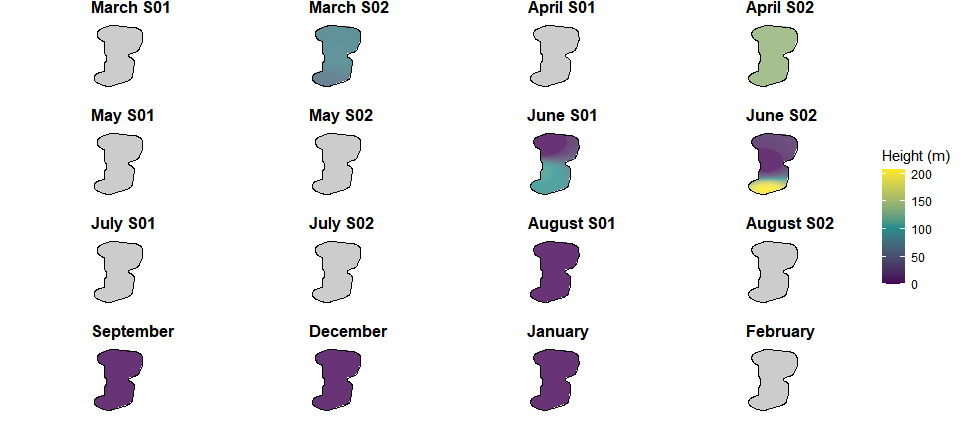 March S01
March S02
April S01
April S02
May S01
May S02
June S01
June S02
July S01
July S02
August S01
August S02
September
December
January
February
Height (m)
200
150
100
50
0